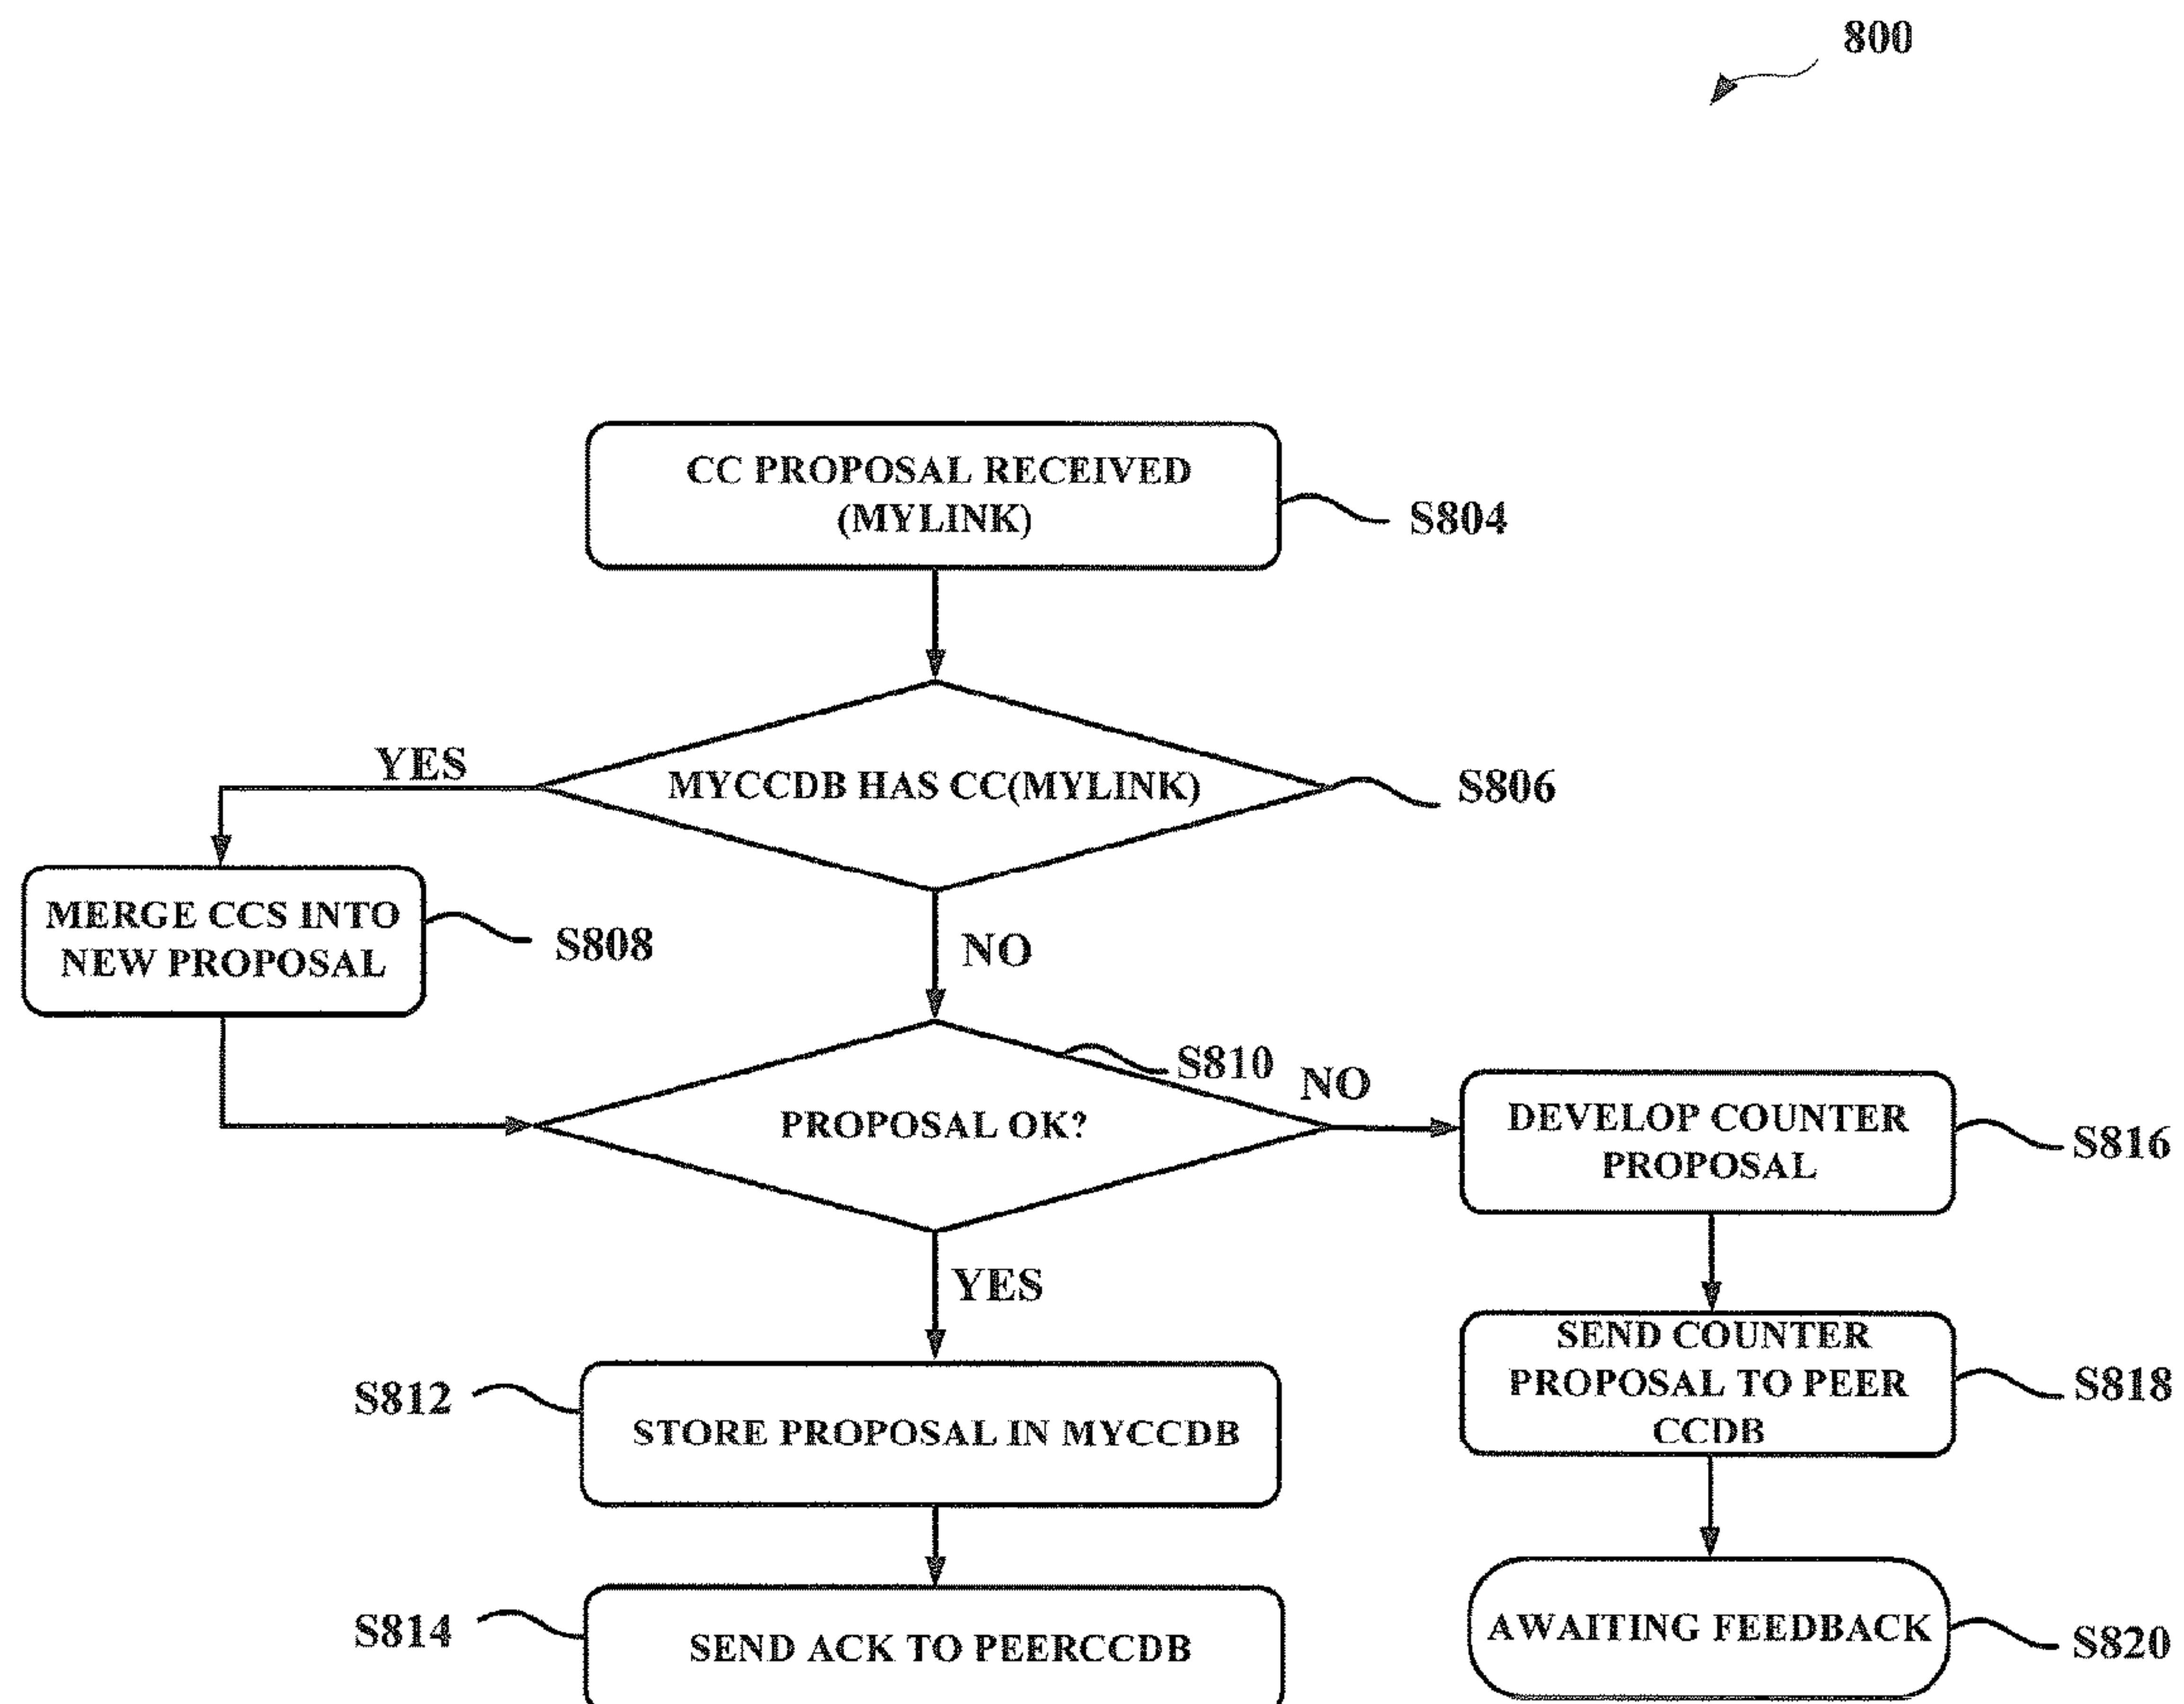 800
CC PROPOSAL RECEIVED
(MYLINK)
S804
YES
MYCCDB HAS CC(MYLINK)
S806
MERGE CCS INTO
NEW PROPOSAL
S808
NO
S810
NO
PROPOSAL OK?
DEVELOP COUNTER
PROPOSAL
S816
YES
SEND COUNTER
PROPOSAL TO PEER
CCDB
S818
S812
STORE PROPOSAL IN MYCCDB
S814
SEND ACK TO PEERCCDB
AWAITING FEEDBACK
S820